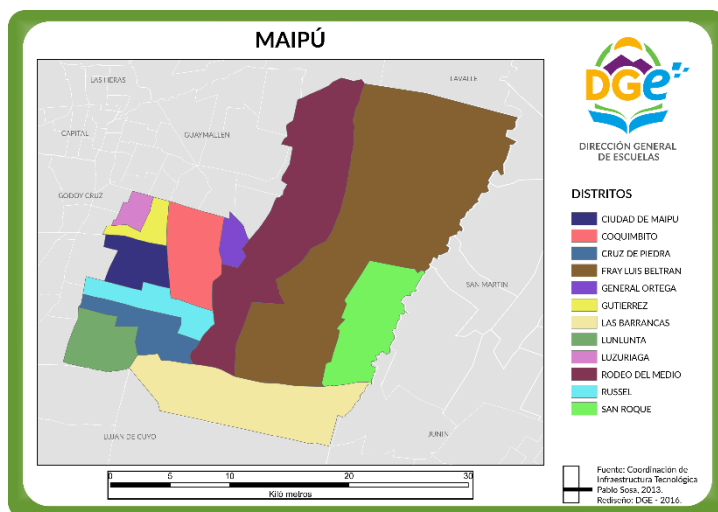 MAIPÚ
LAS HERAS
LAVALLE
CAPITAL
GUAYMALLEN
GODOY CRUZ
SAN MARTIN
LUJAN DE CUYO
JUNIN
0 5 10 20 30
Kiló metros
DGe
DIRECCIÓN GENERAL
DE ESCUELAS
DISTRITOS
CIUDAD DE MAIPU
COQUIMBITO
CRUZ DE PIEDRA
FRAY LUIS BELTRAN
GENERAL ORTEGA
GUTIERREZ
LAS BARRANCAS
LUNLUNTA
LUZURIAGA
RODEO DEL MEDIO
RUSSEL
SAN ROQUE
Fuente: Coordinación de
Infraestructura Tecnológica
Pablo Sosa, 2013.
Rediseño: DGE - 2016.